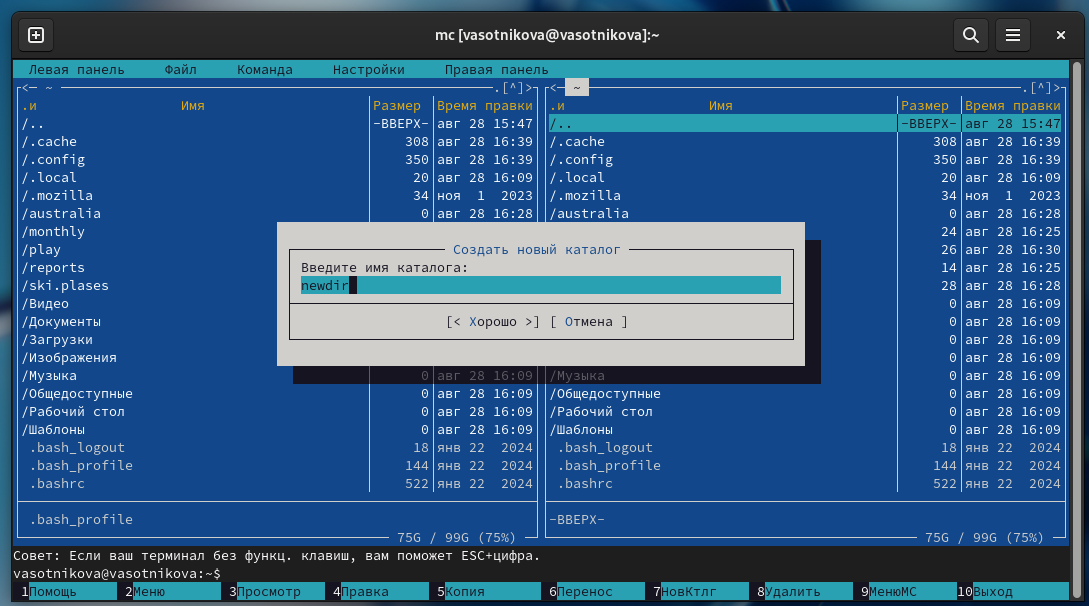 mc [vasotnikova@vasotnikova]:~
Левая панель Файл Команда Настройки Правая панель
<─ ~ .[^]> <─ ~ .[^]>
.и Имя Размер Время правки .и Имя Размер Время правки
/.. -ВВЕРХ- авг 28 15:47 /.. -ВВЕРХ- авг 28 15:47
/.cache 308 авг 28 16:39 /.cache 308 авг 28 16:39
/.config 350 авг 28 16:39 /.config 350 авг 28 16:39
/.local 20 авг 28 16:09 /.local 20 авг 28 16:09
/.mozilla 34 ноя 1 2023 /.mozilla 34 ноя 1 2023
/australia 0 авг 28 16:28 /australia 0 авг 28 16:28
/monthly 24 авг 28 16:25
/play 26 авг 28 16:30
/reports 14 авг 28 16:25
/ski.plases 28 авг 28 16:28
/Видео 0 авг 28 16:09
/Документы 0 авг 28 16:09
/Загрузки 0 авг 28 16:09
/Изображения 0 авг 28 16:09
Создать новый каталог
Введите имя каталога:
newdir
[< Хорошо >] [ Отмена ]
/Музыка 0 авг 28 16:09 /Музыка 0 авг 28 16:09
/Общедоступные 0 авг 28 16:09 /Общедоступные 0 авг 28 16:09
/Рабочий стол 0 авг 28 16:09 /Рабочий стол 0 авг 28 16:09
/Шаблоны 0 авг 28 16:09 /Шаблоны 0 авг 28 16:09
.bash_logout 18 янв 22 2024 .bash_logout 18 янв 22 2024
.bash_profile 144 янв 22 2024 .bash_profile 144 янв 22 2024
.bashrc 522 янв 22 2024 .bashrc 522 янв 22 2024
.bash_profile -ВВЕРХ-
75G / 99G (75%) 75G / 99G (75%)
Совет: Если ваш терминал без функц. клавиш, вам поможет ESC+цифра.
vasotnikova@vasotnikova:~$
1Помощь 2Меню 3Просмотр 4Правка 5Копия 6Перенос 7НовКтлг 8Удалить 9МенюMC 10Выход